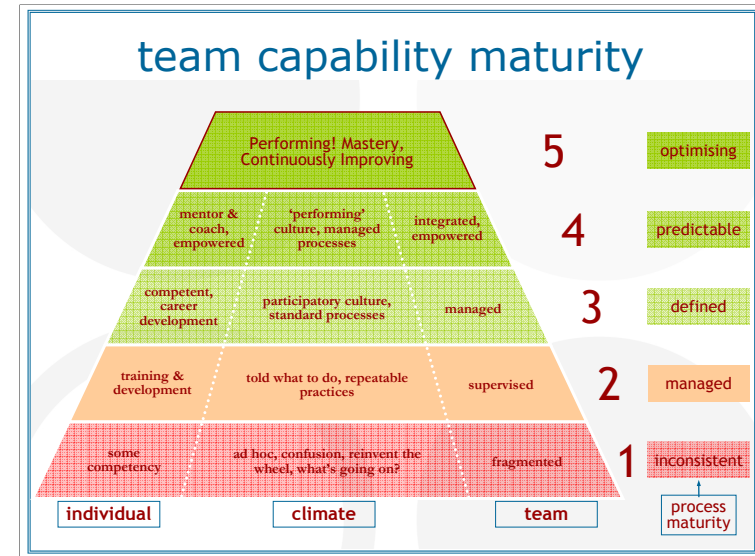 team capability maturity
Performing! Mastery,
Continuously Improving
5
optimising
mentor &
coach,
empowered
‘performing’
culture, managed
processes
integrated,
empowered
4
predictable
competent,
career
development
participatory culture,
standard processes
managed
3
defined
training &
development
told what to do, repeatable
practices
supervised
2
managed
some
competency
ad hoc, confusion, reinvent the
wheel, what’s going on?
fragmented
1
inconsistent
individual
climate
team
process
maturity